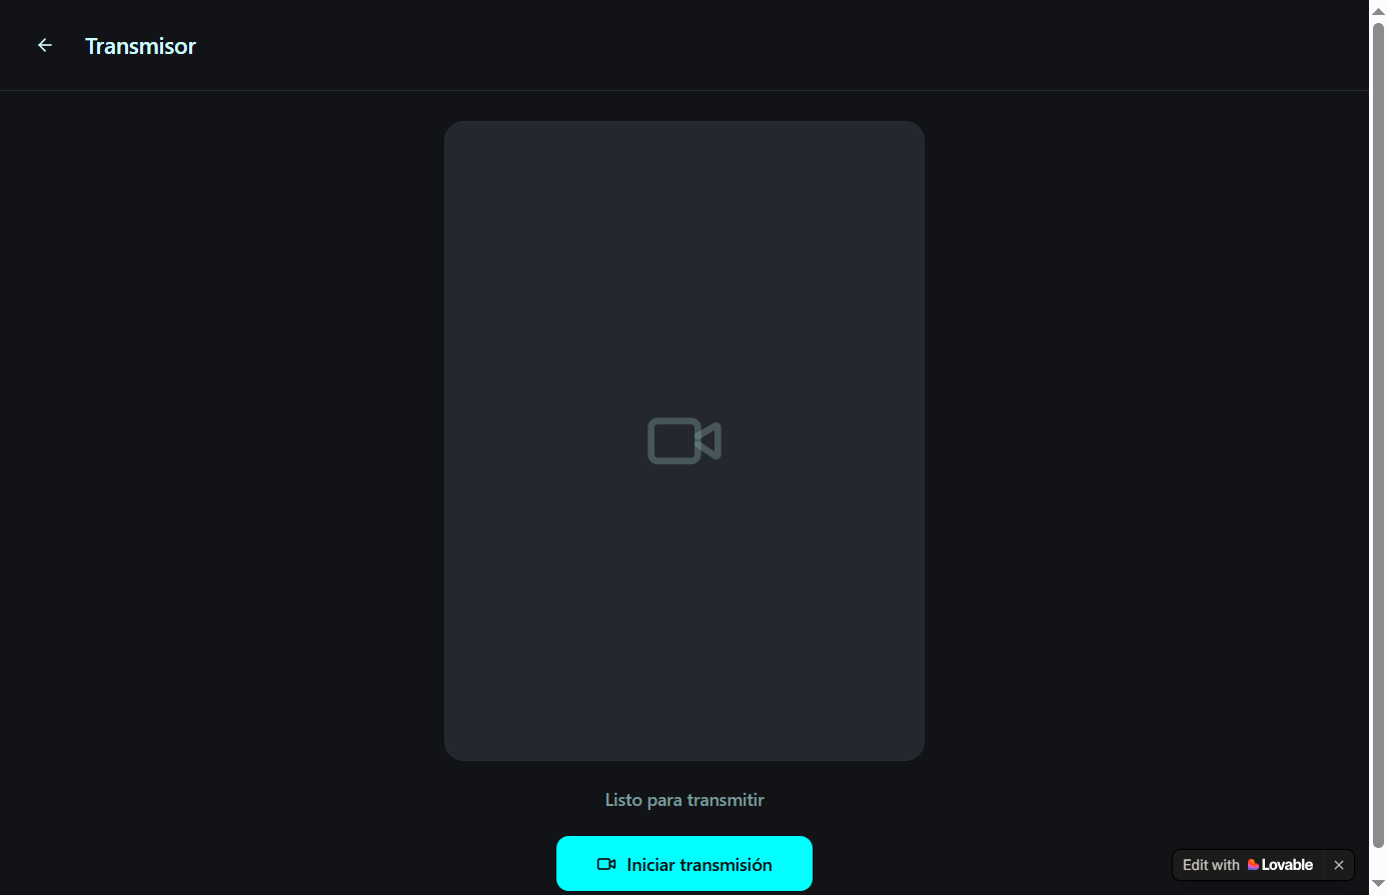 Transmisor
Listo para transmitir
Iniciar transmisión
Edit with Lovable